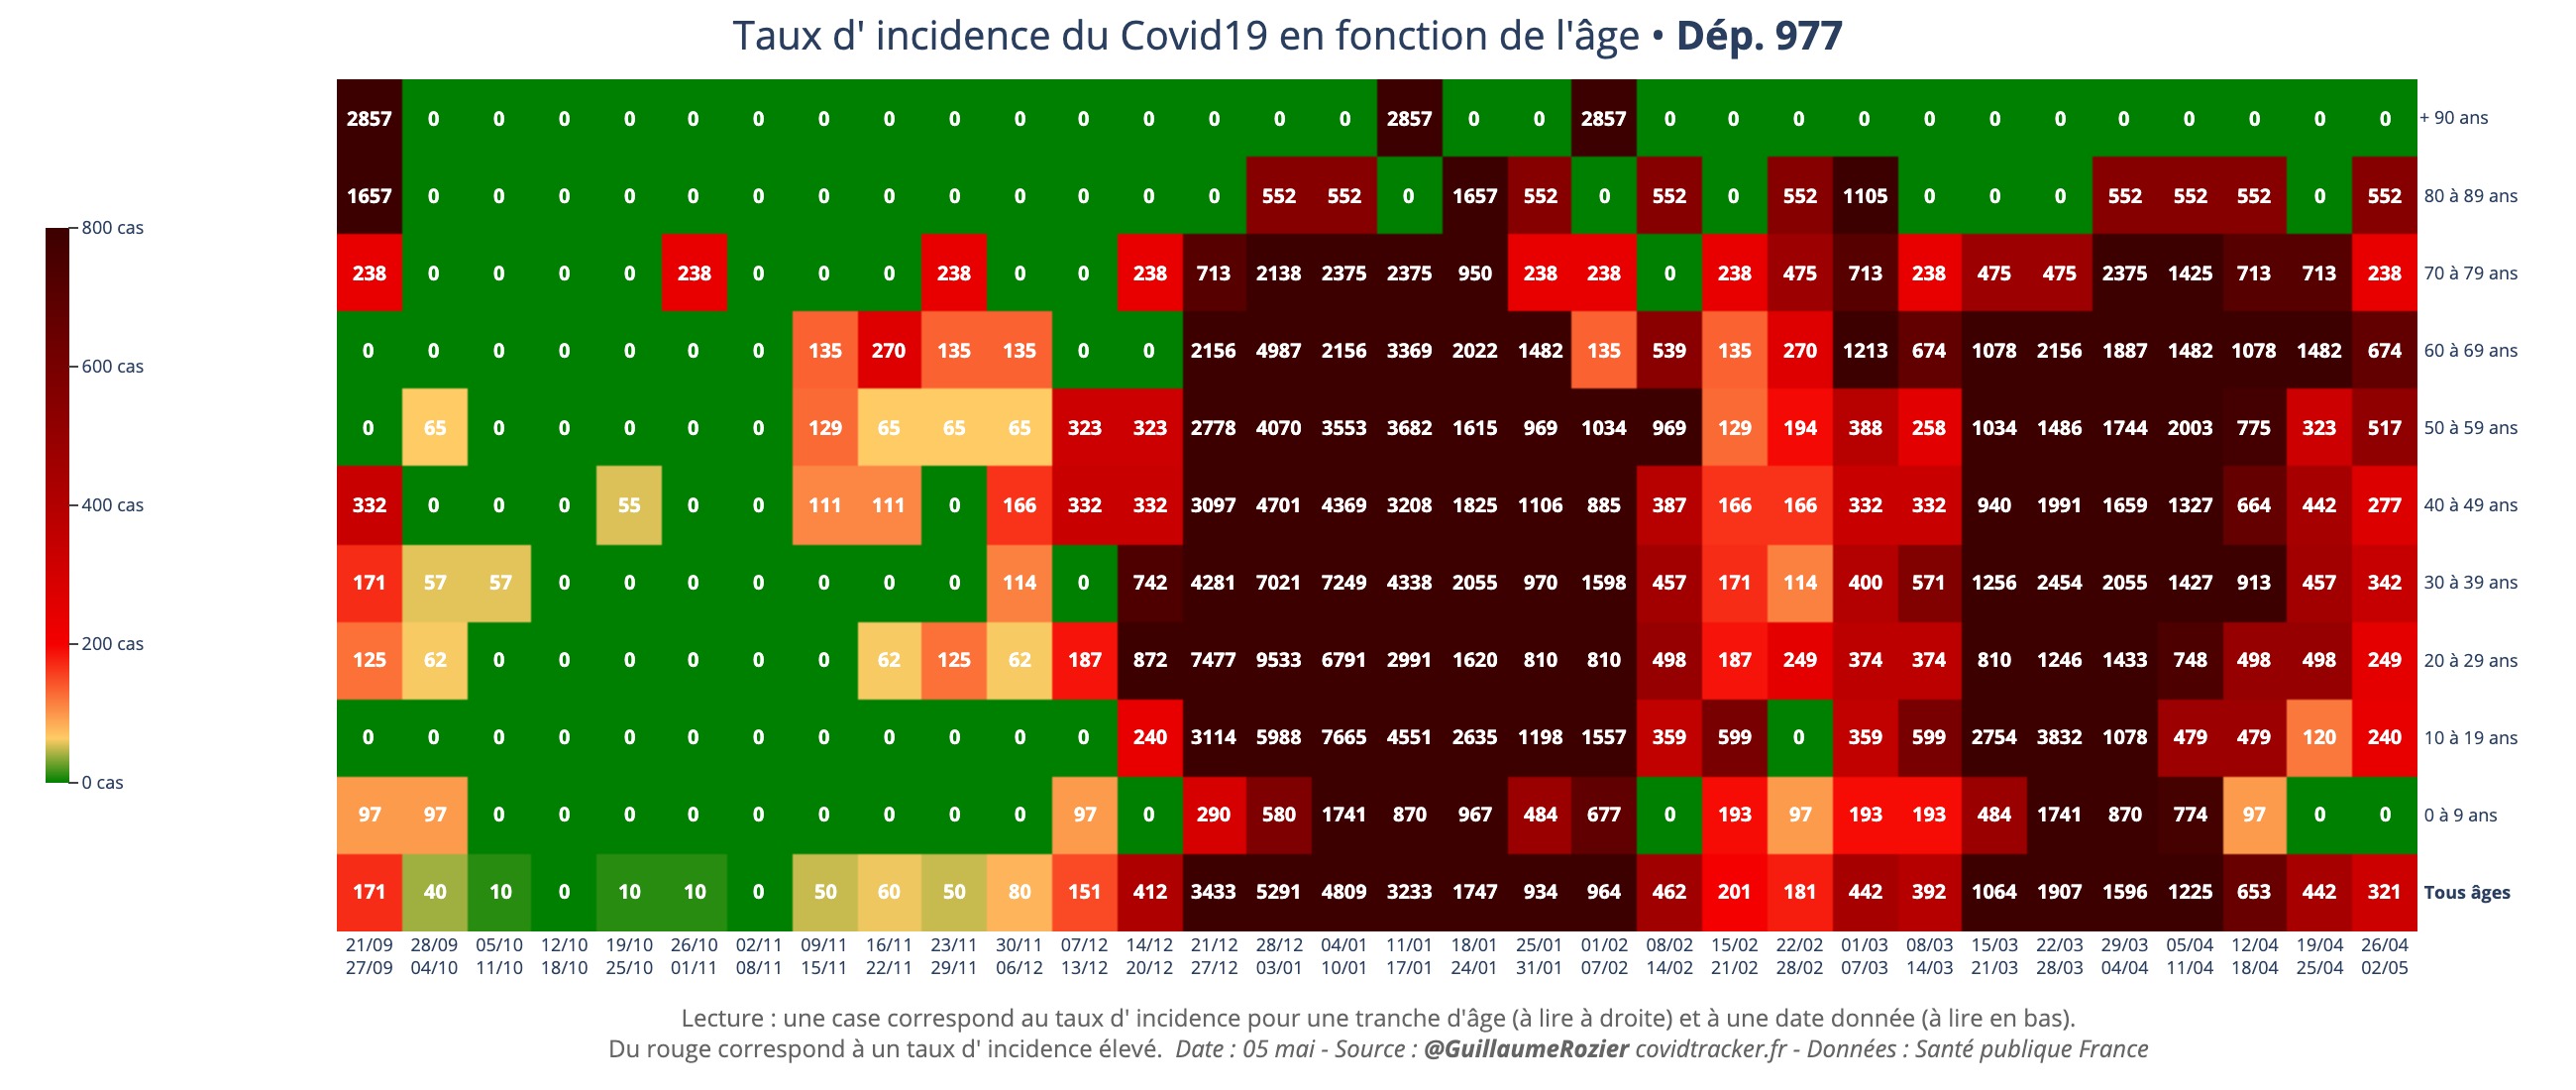 Taux d' incidence du Covid19 en fonction de l'âge • Dép. 977
2857 0 0 0 0 0 0 0 0 0 0 0 0 0 0 0 2857 0 0 2857 0 0 0 0 0 0 0 0 0 0 0 0 + 90 ans
1657 0 0 0 0 0 0 0 0 0 0 0 0 0 552 552 0 1657 552 0 552 0 552 1105 0 0 0 552 552 552 0 552 80 à 89 ans
238 0 0 0 0 238 0 0 0 238 0 0 238 713 2138 2375 2375 950 238 238 0 238 475 713 238 475 475 2375 1425 713 713 238 70 à 79 ans
0 0 0 0 0 0 0 135 270 135 135 0 0 2156 4987 2156 3369 2022 1482 135 539 135 270 1213 674 1078 2156 1887 1482 1078 1482 674 60 à 69 ans
0 65 0 0 0 0 0 129 65 65 65 323 323 2778 4070 3553 3682 1615 969 1034 969 129 194 388 258 1034 1486 1744 2003 775 323 517 50 à 59 ans
332 0 0 0 55 0 0 111 111 0 166 332 332 3097 4701 4369 3208 1825 1106 885 387 166 166 332 332 940 1991 1659 1327 664 442 277 40 à 49 ans
171 57 57 0 0 0 0 0 0 0 114 0 742 4281 7021 7249 4338 2055 970 1598 457 171 114 400 571 1256 2454 2055 1427 913 457 342 30 à 39 ans
125 62 0 0 0 0 0 0 62 125 62 187 872 7477 9533 6791 2991 1620 810 810 498 187 249 374 374 810 1246 1433 748 498 498 249 20 à 29 ans
0 0 0 0 0 0 0 0 0 0 0 0 240 3114 5988 7665 4551 2635 1198 1557 359 599 0 359 599 2754 3832 1078 479 479 120 240 10 à 19 ans
97 97 0 0 0 0 0 0 0 0 0 97 0 290 580 1741 870 967 484 677 0 193 97 193 193 484 1741 870 774 97 0 0 0 à 9 ans
171 40 10 0 10 10 0 50 60 50 80 151 412 3433 5291 4809 3233 1747 934 964 462 201 181 442 392 1064 1907 1596 1225 653 442 321 Tous âges
21/09 28/09 05/10 12/10 19/10 26/10 02/11 09/11 16/11 23/11 30/11 07/12 14/12 21/12 28/12 04/01 11/01 18/01 25/01 01/02 08/02 15/02 22/02 01/03 08/03 15/03 22/03 29/03 05/04 12/04 19/04 26/04
27/09 04/10 11/10 18/10 25/10 01/11 08/11 15/11 22/11 29/11 06/12 13/12 20/12 27/12 03/01 10/01 17/01 24/01 31/01 07/02 14/02 21/02 28/02 07/03 14/03 21/03 28/03 04/04 11/04 18/04 25/04 02/05
800 cas
600 cas
400 cas
200 cas
0 cas
Lecture : une case correspond au taux d' incidence pour une tranche d'âge (à lire à droite) et à une date donnée (à lire en bas).
Du rouge correspond à un taux d' incidence élevé. Date : 05 mai - Source : @GuillaumeRozier covidtracker.fr - Données : Santé publique France